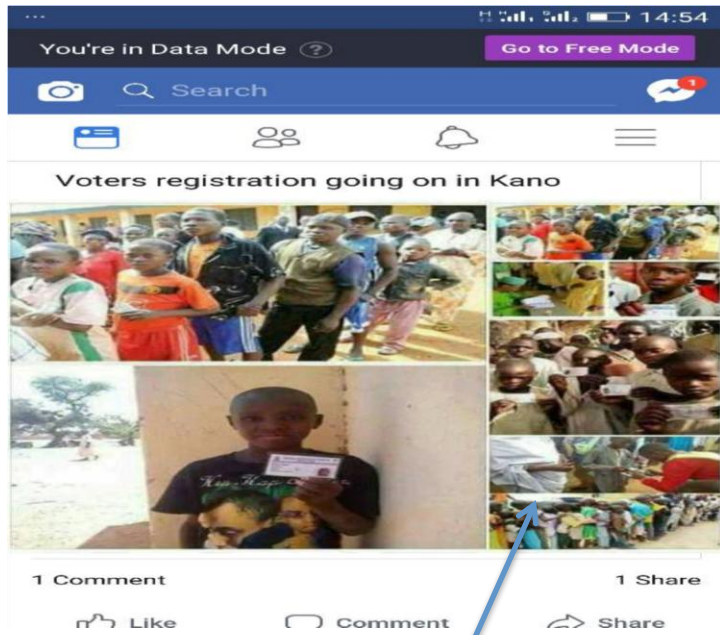 14:54
You're in Data Mode ?
Go to Free Mode
Search
1
Voters registration going on in Kano
1 Comment
1 Share
Like
Comment
Share